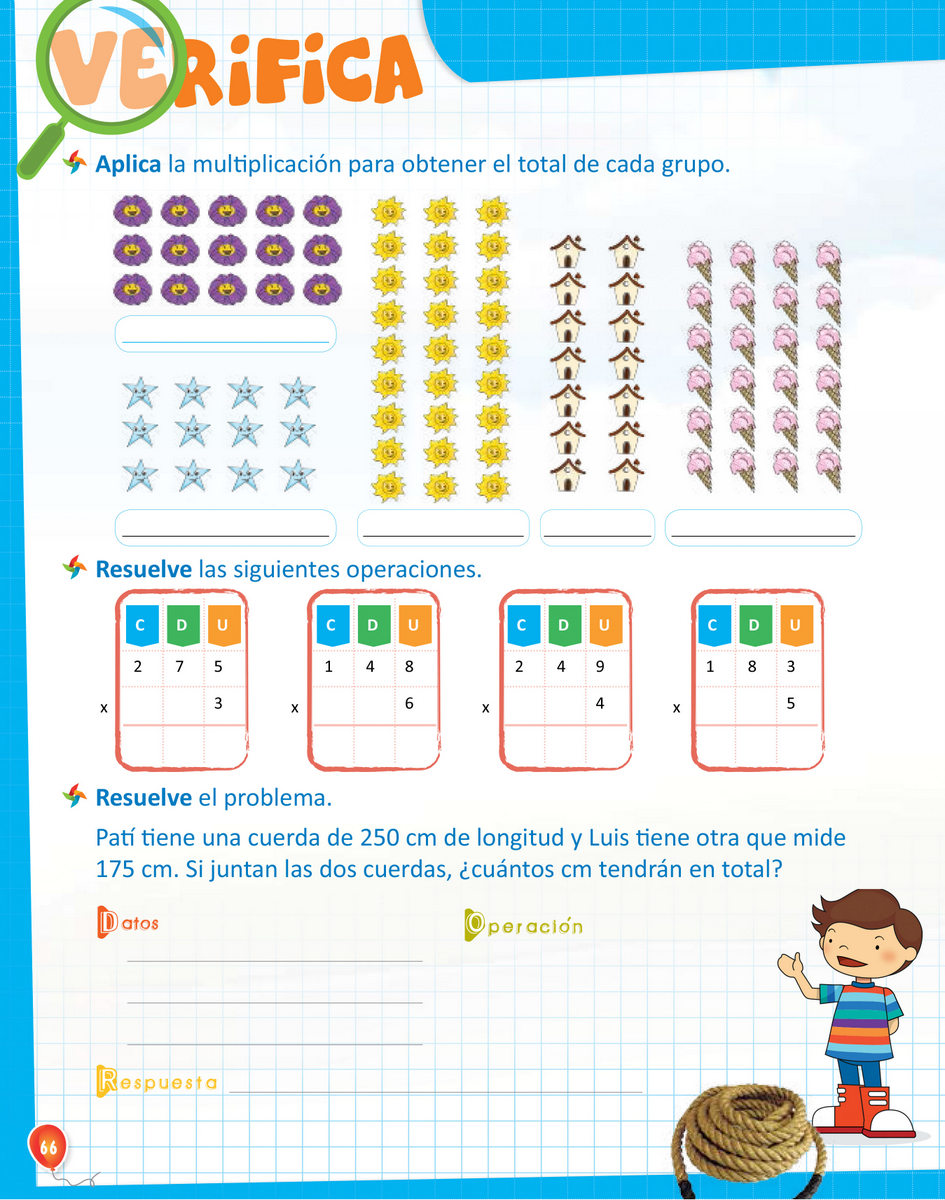 VERiFiCA
Aplica la multiplicación para obtener el total de cada grupo.
Resuelve las siguientes operaciones.
C D U
2 7 5
x 3
C D U
1 4 8
x 6
C D U
2 4 9
x 4
C D U
1 8 3
x 5
Resuelve el problema.
Patí tiene una cuerda de 250 cm de longitud y Luis tiene otra que mide
175 cm. Si juntan las dos cuerdas, ¿cuántos cm tendrán en total?
Datos
Operación
Respuesta
66